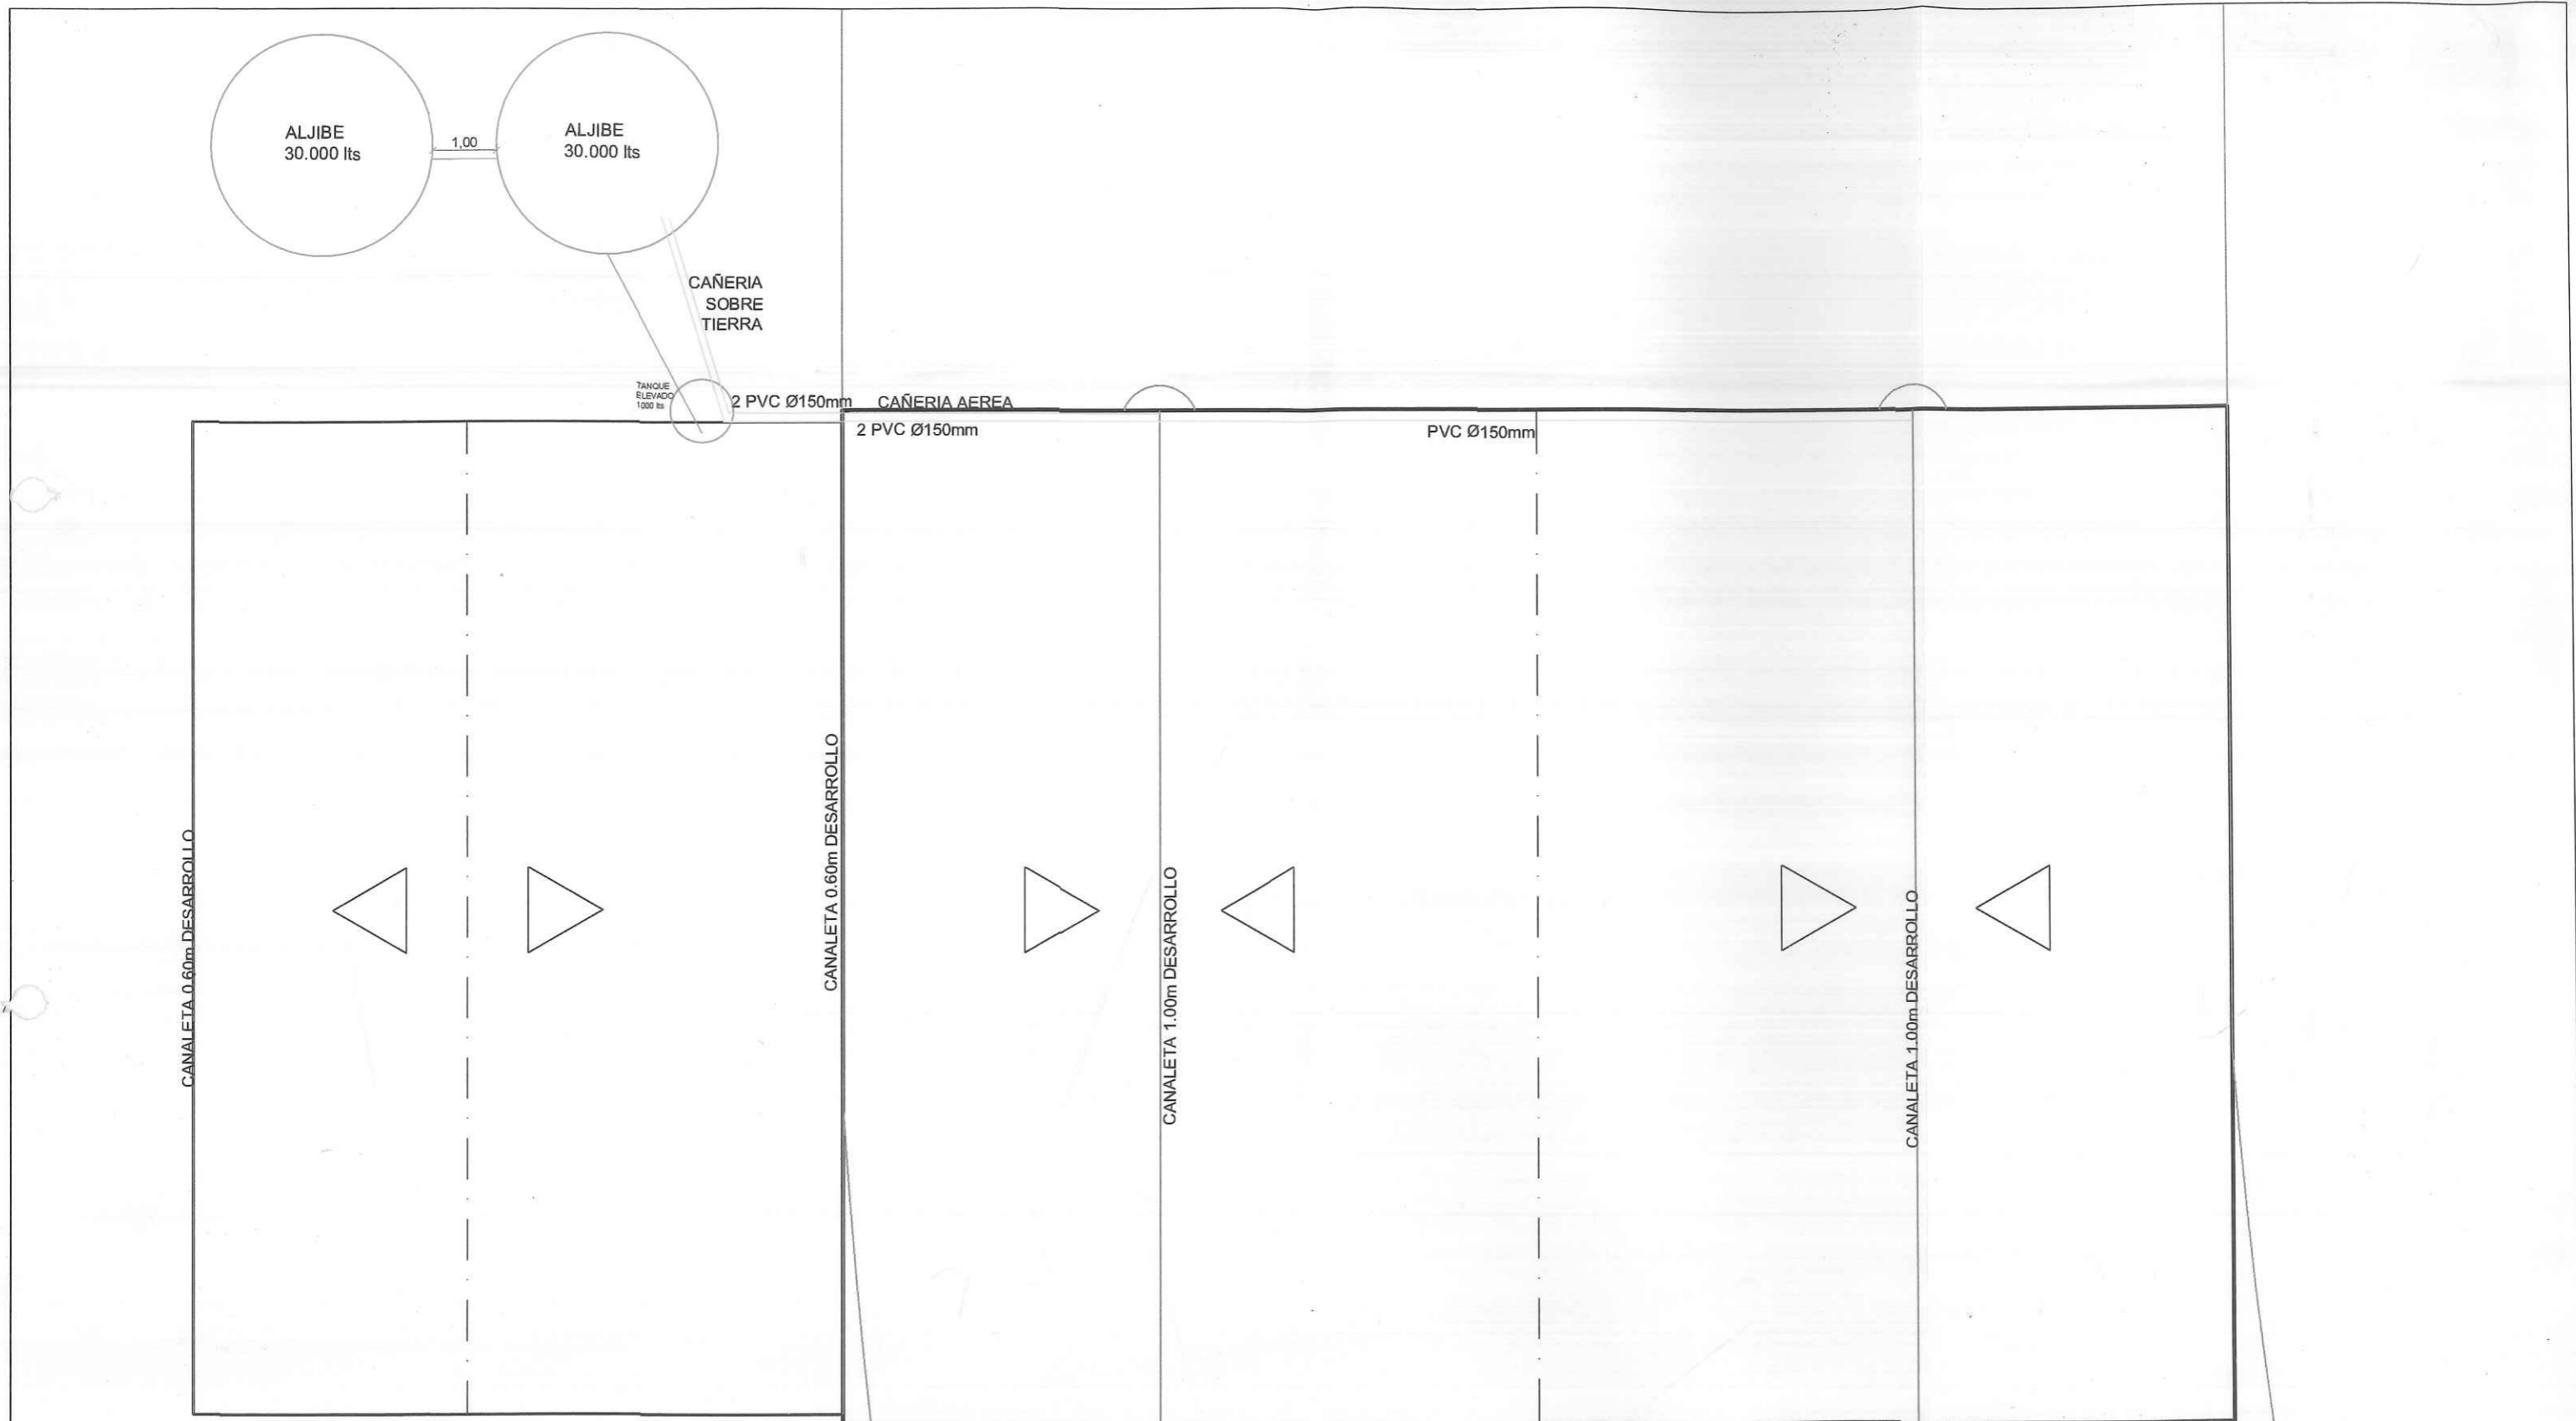 ALJIBE
30.000 lts
1,00
ALJIBE
30.000 lts
CAÑERIA
SOBRE
TIERRA
TANQUE
ELEVADO
1000 lts
2 PVC Ø150mm
CAÑERIA AEREA
2 PVC Ø150mm
PVC Ø150mm
CANALETA 0.60m DESARROLLO
CANALETA 0.60m DESARROLLO
CANALETA 1.00m DESARROLLO
CANALETA 1.00m DESARROLLO